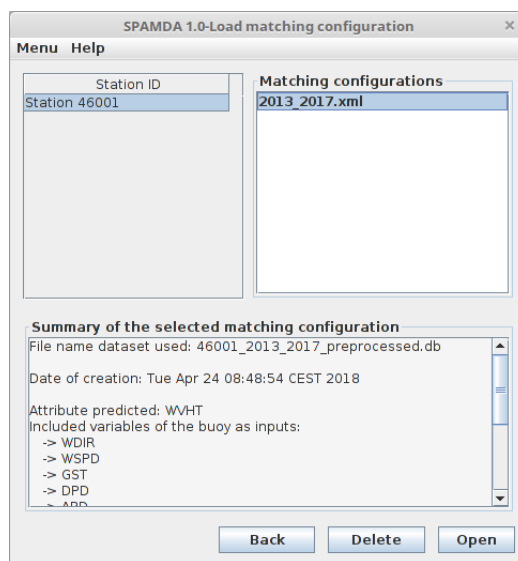 SPAMDA 1.0-Load matching configuration ×
Menu Help
Station ID
Station 46001
Matching configurations
2013_2017.xml
Summary of the selected matching configuration
File name dataset used: 46001_2013_2017_preprocessed.db
Date of creation: Tue Apr 24 08:48:54 CEST 2018
Attribute predicted: WVHT
Included variables of the buoy as inputs:
-> WDIR
-> WSPD
-> GST
-> DPD
-> APD
Back Delete Open